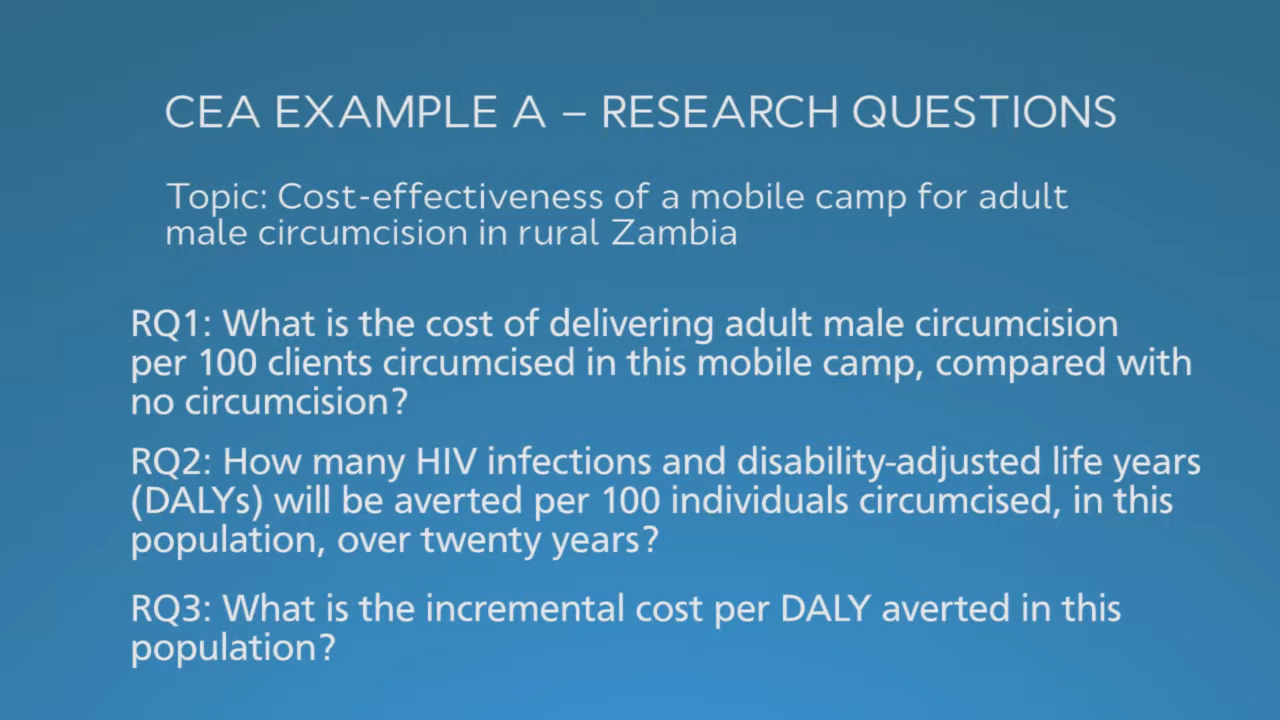 CEA EXAMPLE A – RESEARCH QUESTIONS
Topic: Cost-effectiveness of a mobile camp for adult
male circumcision in rural Zambia
RQ1: What is the cost of delivering adult male circumcision
per 100 clients circumcised in this mobile camp, compared with
no circumcision?
RQ2: How many HIV infections and disability-adjusted life years
(DALYs) will be averted per 100 individuals circumcised, in this
population, over twenty years?
RQ3: What is the incremental cost per DALY averted in this
population?